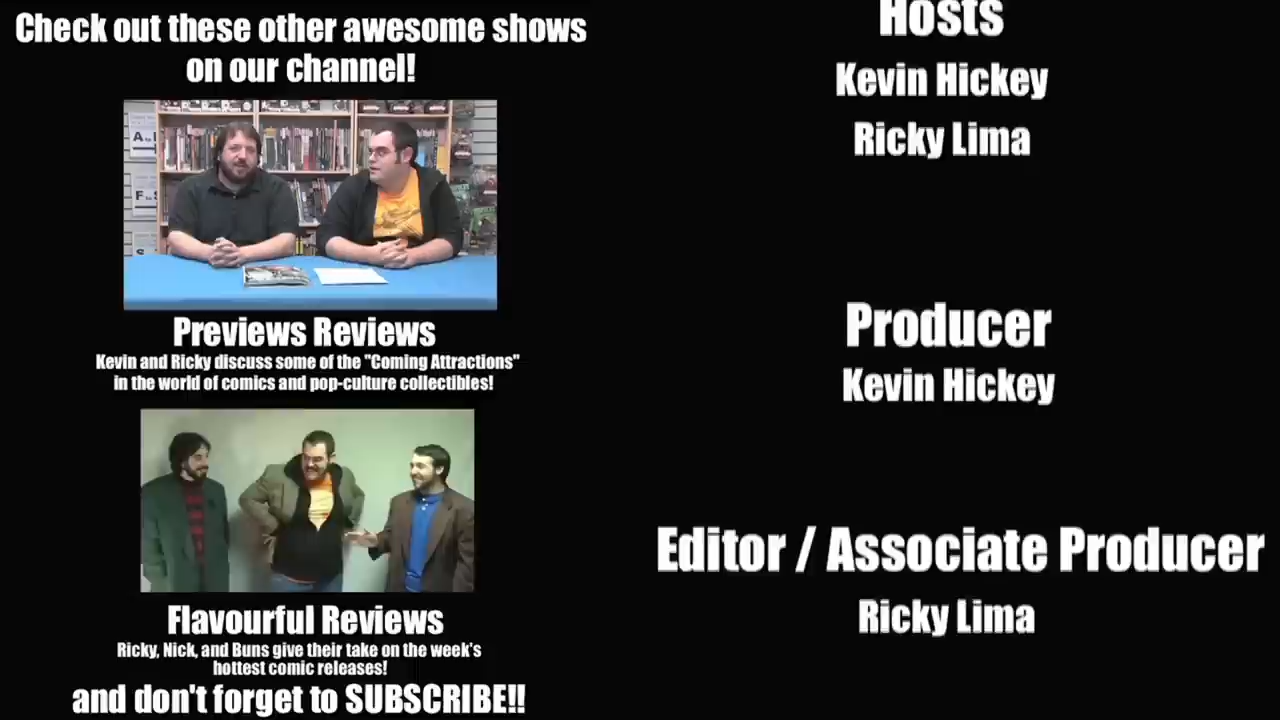 Check out these other awesome shows
on our channel!
A to
F to
S
Previews Reviews
Kevin and Ricky discuss some of the "Coming Attractions"
in the world of comics and pop-culture collectibles!
Flavourful Reviews
Ricky, Nick, and Buns give their take on the week's
hottest comic releases!
and don't forget to SUBSCRIBE!!
Hosts
Kevin Hickey
Ricky Lima
Producer
Kevin Hickey
Editor / Associate Producer
Ricky Lima